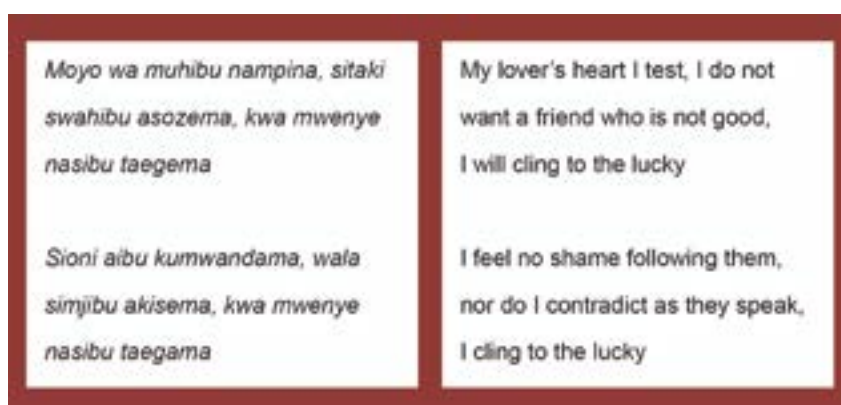 Moyo wa muhibu nampina, sitaki
swahibu asozema, kwa mwenye
nasibu taegema
Sioni aibu kumwandama, wala
simjibu akisema, kwa mwenye
nasibu taegama
My lover's heart I test, I do not
want a friend who is not good,
I will cling to the lucky
I feel no shame following them,
nor do I contradict as they speak,
I cling to the lucky